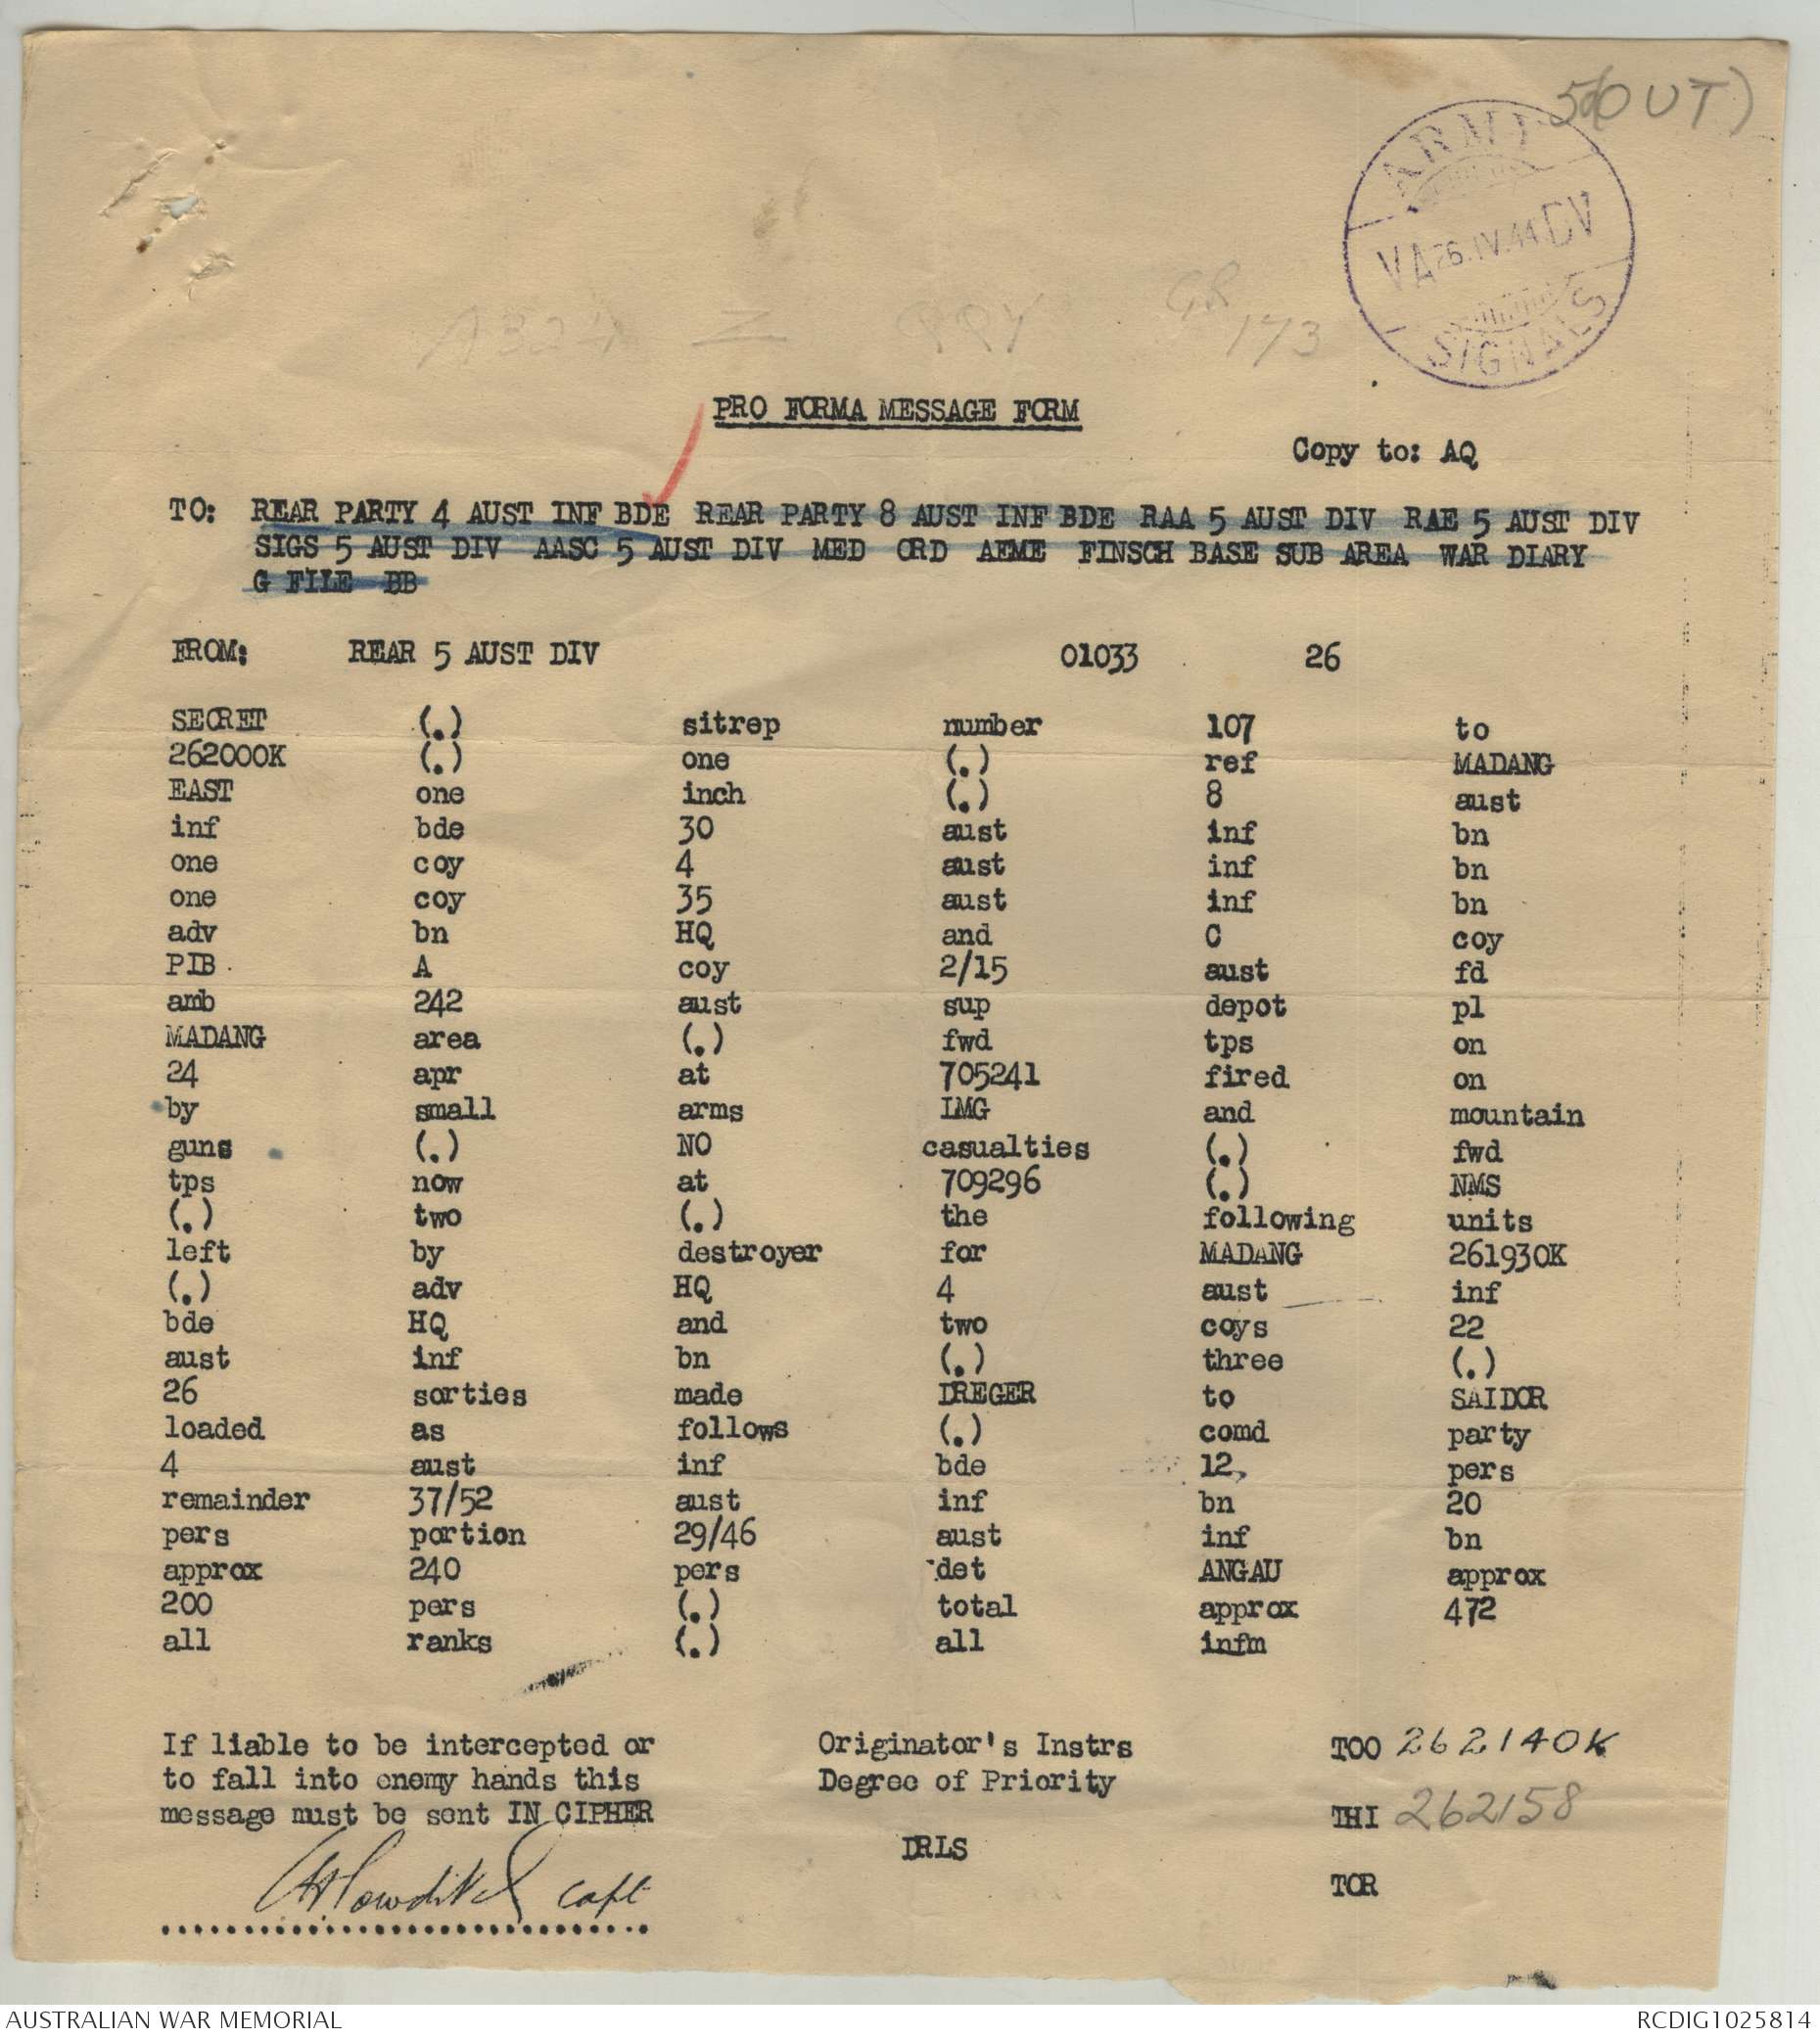 5(OUT)
ARMY
VA 26.IV.44 DV
SIGNALS
Z
173
PRO FORMA MESSAGE FORM
Copy to: AQ
TO: REAR PARTY 4 AUST INF BDE REAR PARTY 8 AUST INF BDE RAA 5 AUST DIV RAE 5 AUST DIV
SIGS 5 AUST DIV AASC 5 AUST DIV MED ORD AEME FINSCH BASE SUB AREA WAR DIARY
G FILE BB
FROM: REAR 5 AUST DIV 01033 26
SECRET (.) sitrep number 107 to
262000K (.) one (.) ref MADANG
EAST one inch (.) 8 aust
inf bde 30 aust inf bn
one coy 4 aust inf bn
one coy 35 aust inf bn
adv bn HQ and C coy
PIB A coy 2/15 aust fd
amb 242 aust sup depot pl
MADANG area (.) fwd tps on
24 apr at 705241 fired on
by small arms LMG and mountain
guns (.) NO casualties (.) fwd
tps now at 709296 (.) NMS
(.) two (.) the following units
left by destroyer for MADANG 261930K
(.) adv HQ 4 aust inf
bde HQ and two coys 22
aust inf bn (.) three (.)
26 sorties made DREGER to SAIDOR
loaded as follows (.) comd party
4 aust inf bde 12, pers
remainder 37/52 aust inf bn 20
pers portion 29/46 aust inf bn
approx 240 pers det ANGAU approx
200 pers (.) total approx 472
all ranks (.) all infm
If liable to be intercepted or
to fall into enemy hands this
message must be sent IN CIPHER
Capt
Originator's Instrs
Degree of Priority
DRLS
TOO 262140K
THI 262158
TOR
AUSTRALIAN WAR MEMORIAL
RCDIG1025814